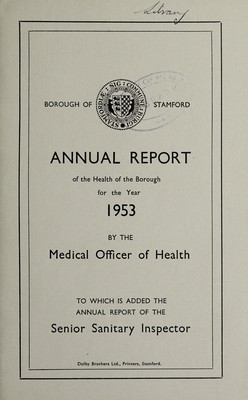 Library
BOROUGH OF STAMFORD
ANNUAL REPORT
of the Health of the Borough
for the Year
1953
BY THE
Medical Officer of Health
TO WHICH IS ADDED THE
ANNUAL REPORT OF THE
Senior Sanitary Inspector
Dolby Brothers Ltd., Printers, Stamford.